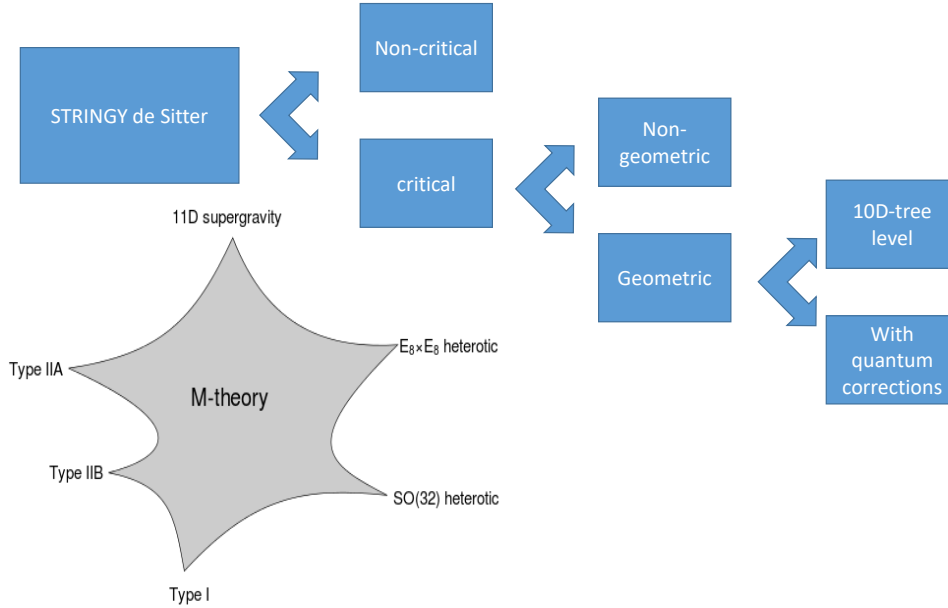 STRINGY de Sitter
Non-critical
critical
Non-
geometric
Geometric
10D-tree
level
With
quantum
corrections
11D supergravity
E₈×E₈ heterotic
Type IIA
M-theory
Type IIB
SO(32) heterotic
Type I